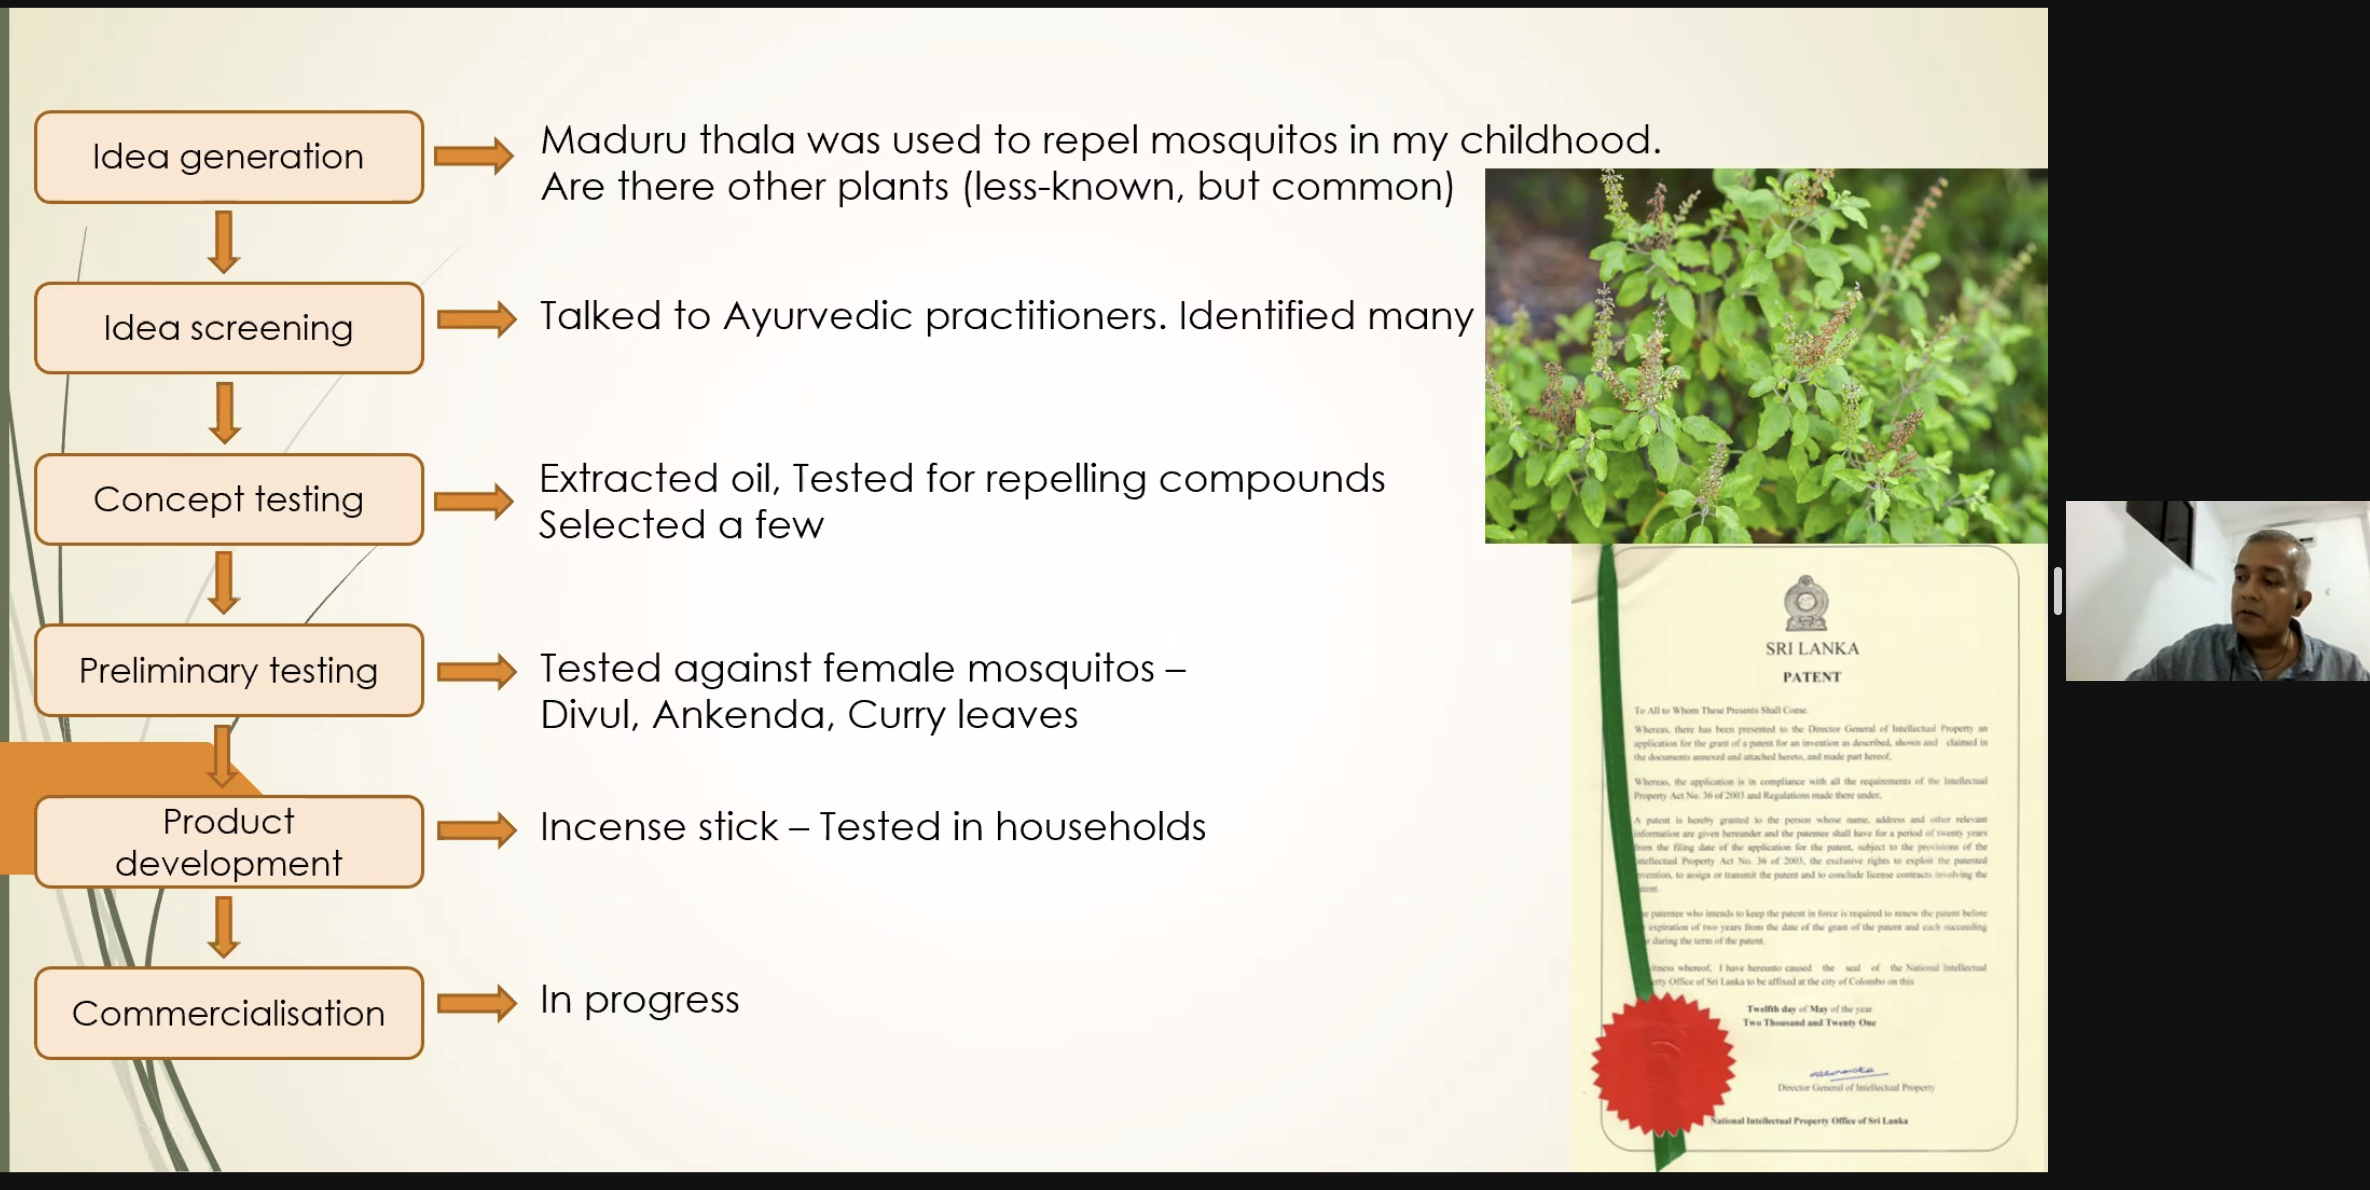 Idea generation
Maduru thala was used to repel mosquitos in my childhood.
Are there other plants (less-known, but common)
Idea screening
Talked to Ayurvedic practitioners. Identified many
Concept testing
Extracted oil, Tested for repelling compounds
Selected a few
Preliminary testing
Tested against female mosquitos –
Divul, Ankenda, Curry leaves
Product
development
Incense stick – Tested in households
Commercialisation
In progress
SRI LANKA
PATENT
To All to Whom These Presents Shall Come.
Whereas, there has been presented to the Director General of Intellectual Property an
application for the grant of a patent for an invention as described, shown and claimed in
the documents annexed and attached hereto, and made part hereof,
Whereas, the application is in compliance with all the requirements of the Intellectual
Property Act No. 36 of 2003 and Regulations made there under.
A patent is hereby granted to the person whose name, address and other relevant
information are given hereunder and the patentee shall have for a period of twenty years
from the filing date of the application for the patent, subject to the provisions of the
ntellectual Property Act No. 36 of 2003, the exclusive rights to exploit the patented
vention, to assign or transmit the patent and to conclude license contracts involving the
tent.
e patentee who intends to keep the patent in force is required to renew the patent before
expiration of two years from the date of the grant of the patent and each succeeding
r during the term of the patent.
itness whereof, I have hereunto caused the seal of the National Intellectual
erty Office of Sri Lanka to be affixed at the city of Colombo on this
Twelfth day of May of the year
Two Thousand and Twenty One
Director General of Intellectual Property
National Intellectual Property Office of Sri Lanka